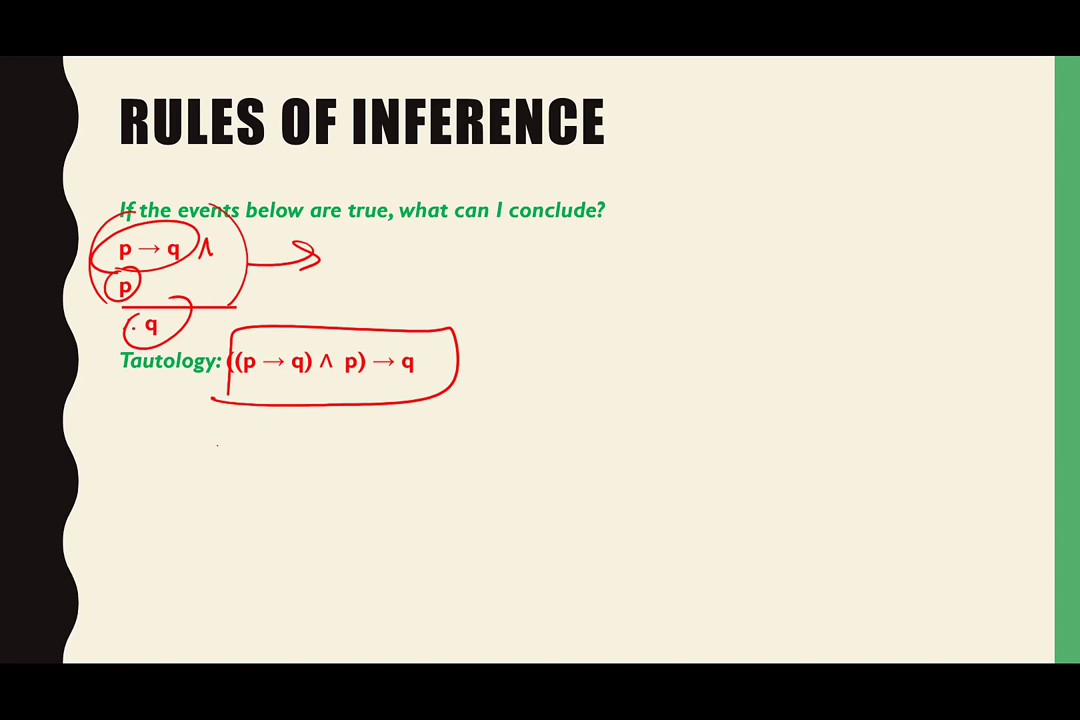 RULES OF INFERENCE
If the events below are true, what can I conclude?
p → q ∧
p
∴ q
Tautology: ((p → q) ∧ p) → q